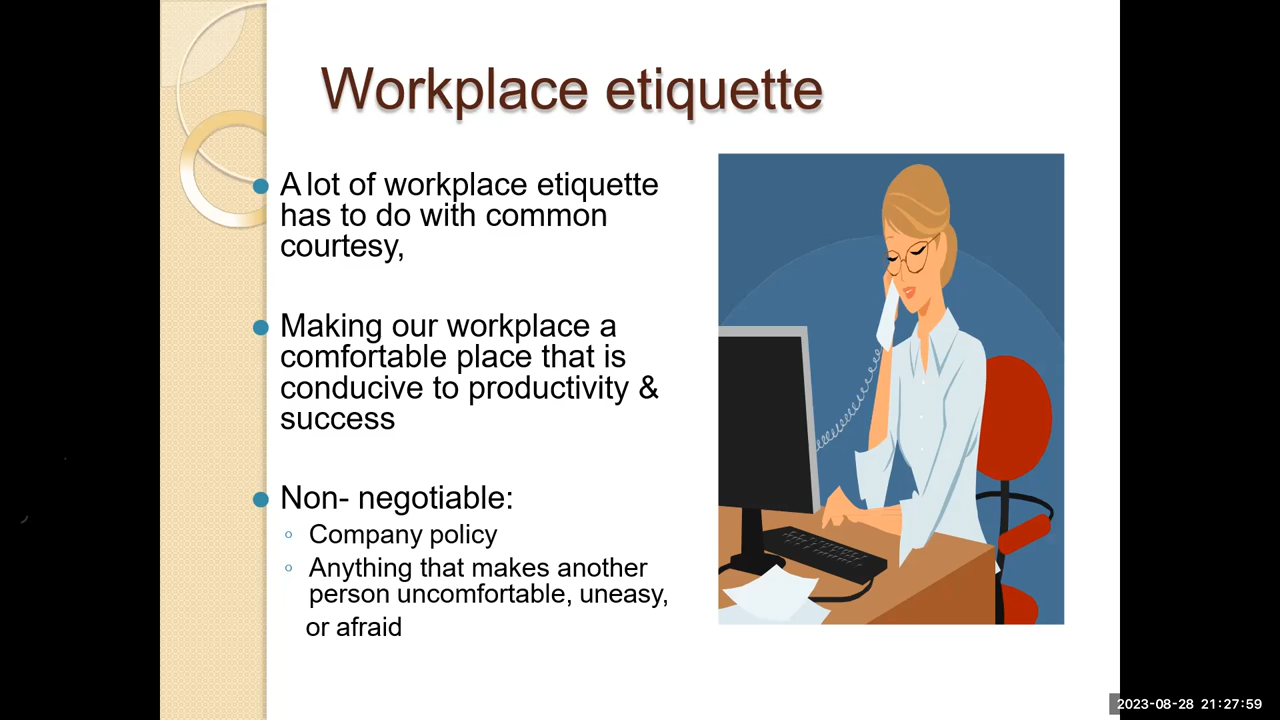 Workplace etiquette
A lot of workplace etiquette
has to do with common
courtesy,
Making our workplace a
comfortable place that is
conducive to productivity &
success
Non- negotiable:
Company policy
Anything that makes another
person uncomfortable, uneasy,
or afraid
2023-08-28 21:27:59